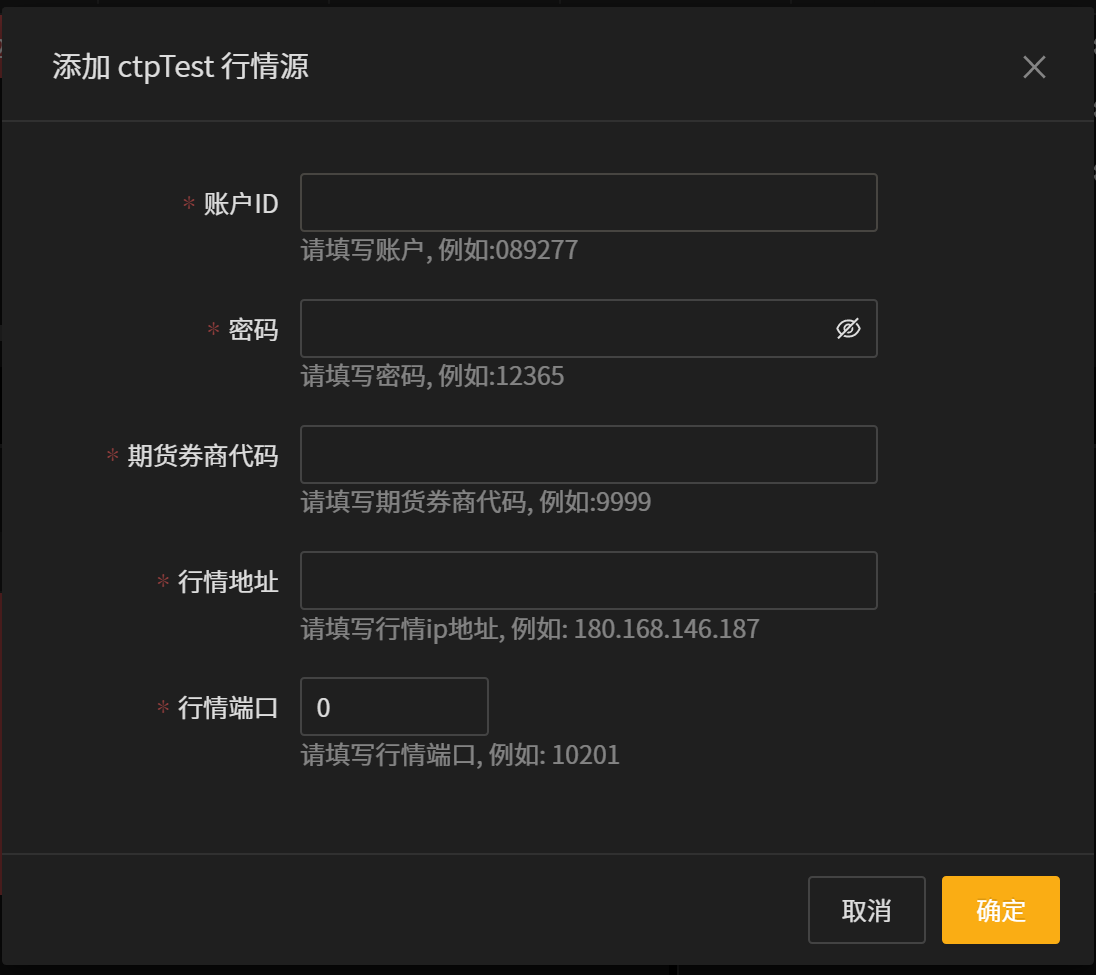 添加 ctpTest 行情源
* 账户ID
请填写账户, 例如:089277
* 密码
请填写密码, 例如:12365
* 期货券商代码
请填写期货券商代码, 例如:9999
* 行情地址
请填写行情ip地址, 例如: 180.168.146.187
* 行情端口 0
请填写行情端口, 例如: 10201
取消 确定